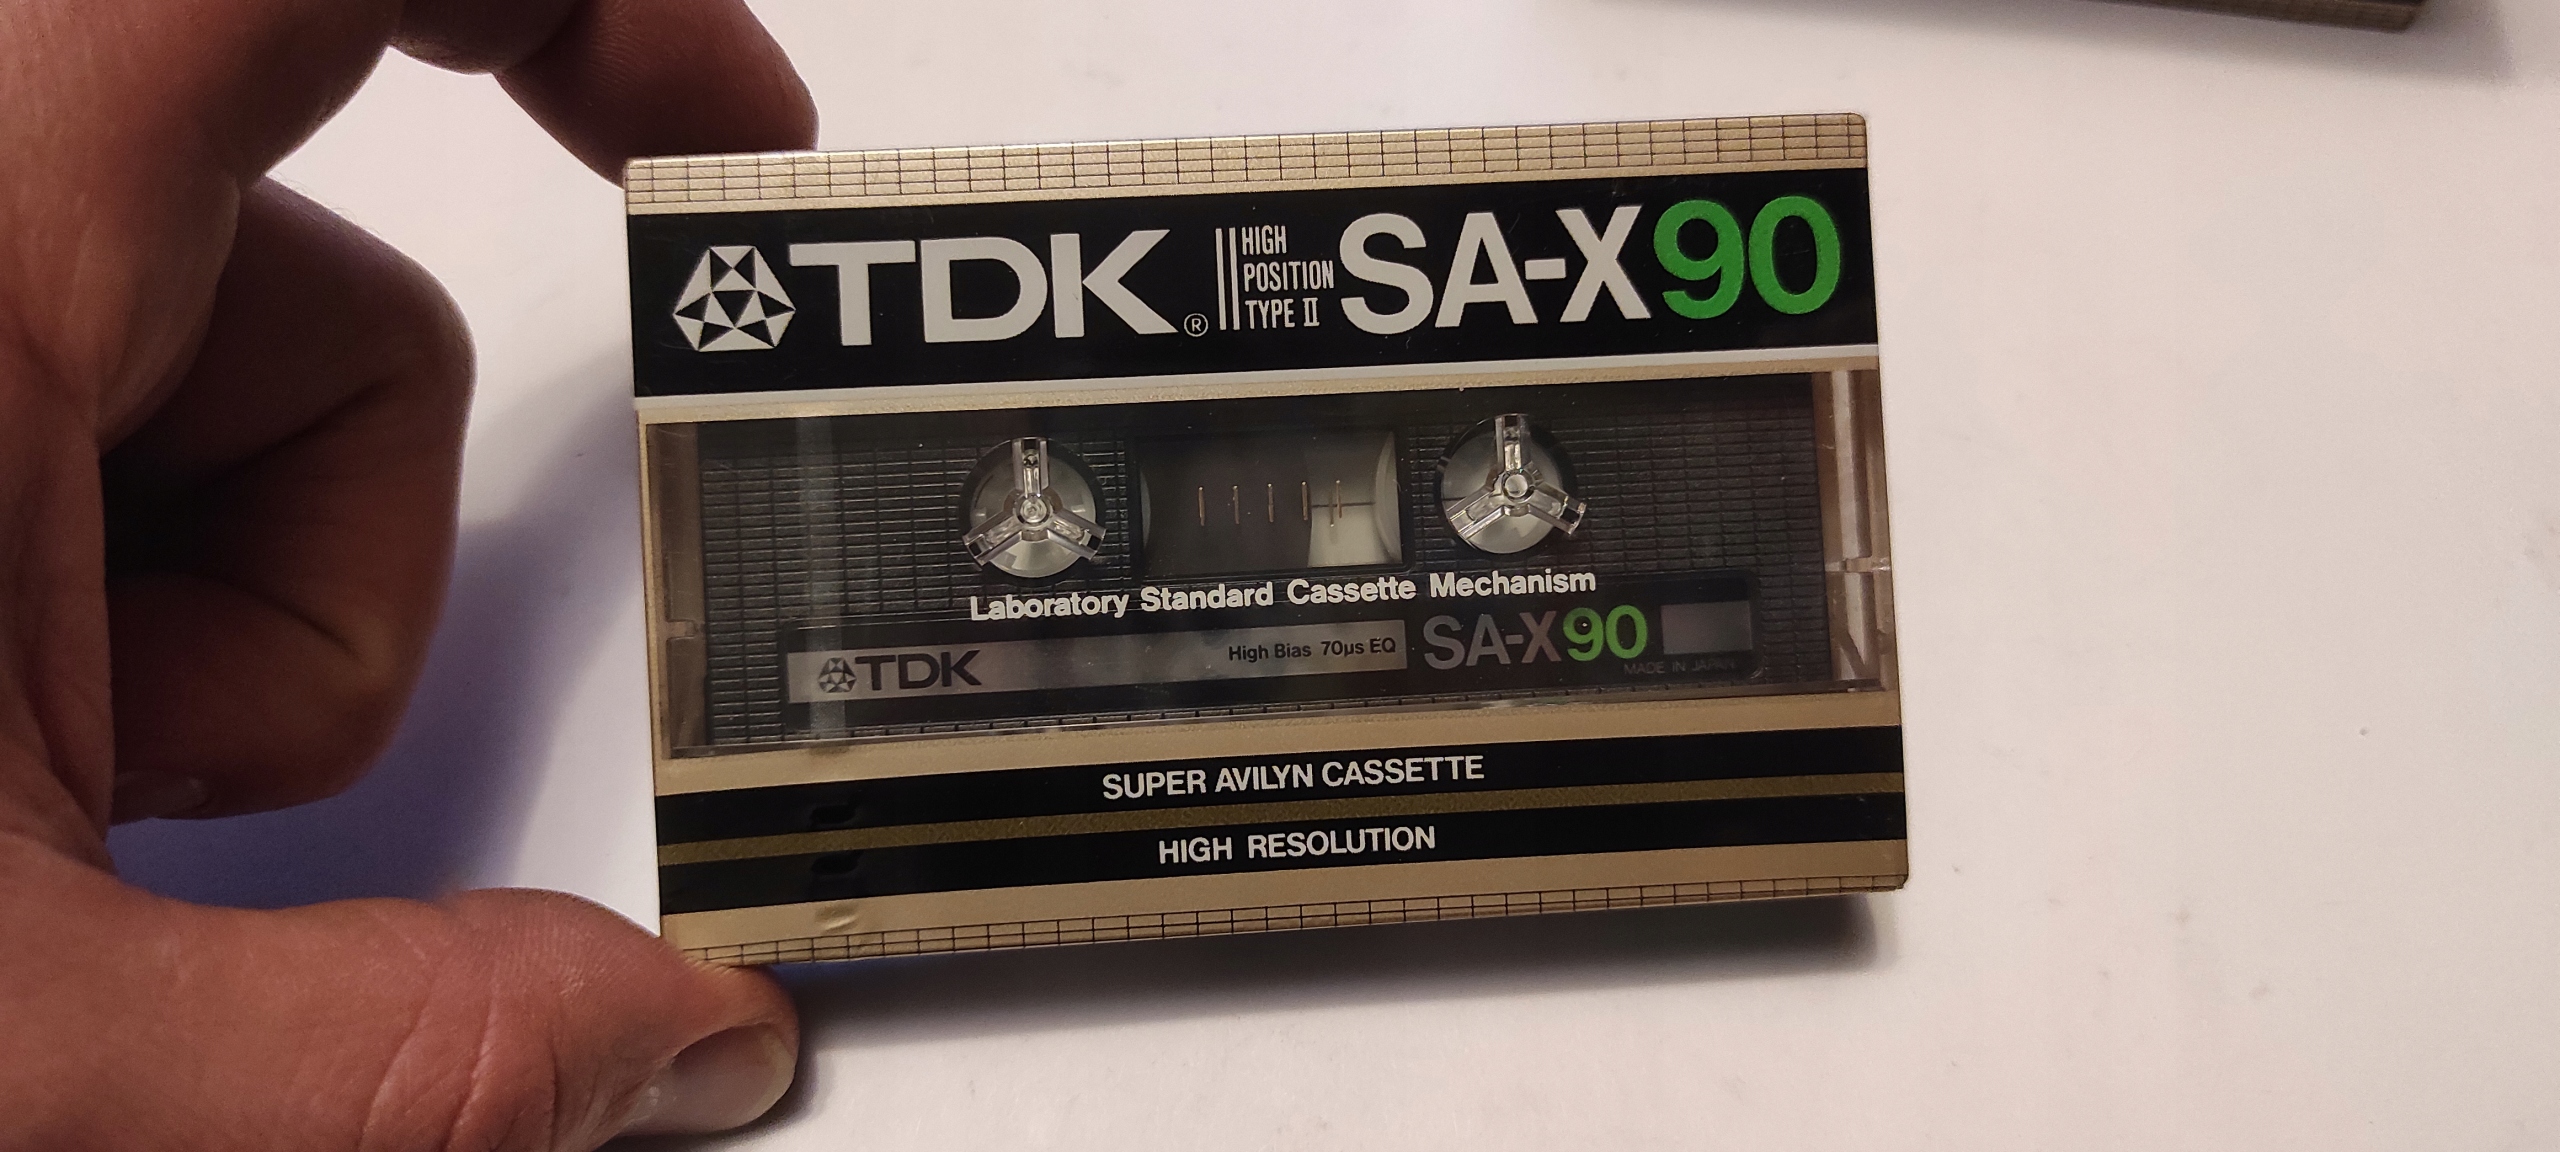 TDK® HIGH POSITION TYPE II SA-X90
Laboratory Standard Cassette Mechanism
TDK High Bias 70µs EQ SA-X90
MADE IN JAPAN
SUPER AVILYN CASSETTE
HIGH RESOLUTION